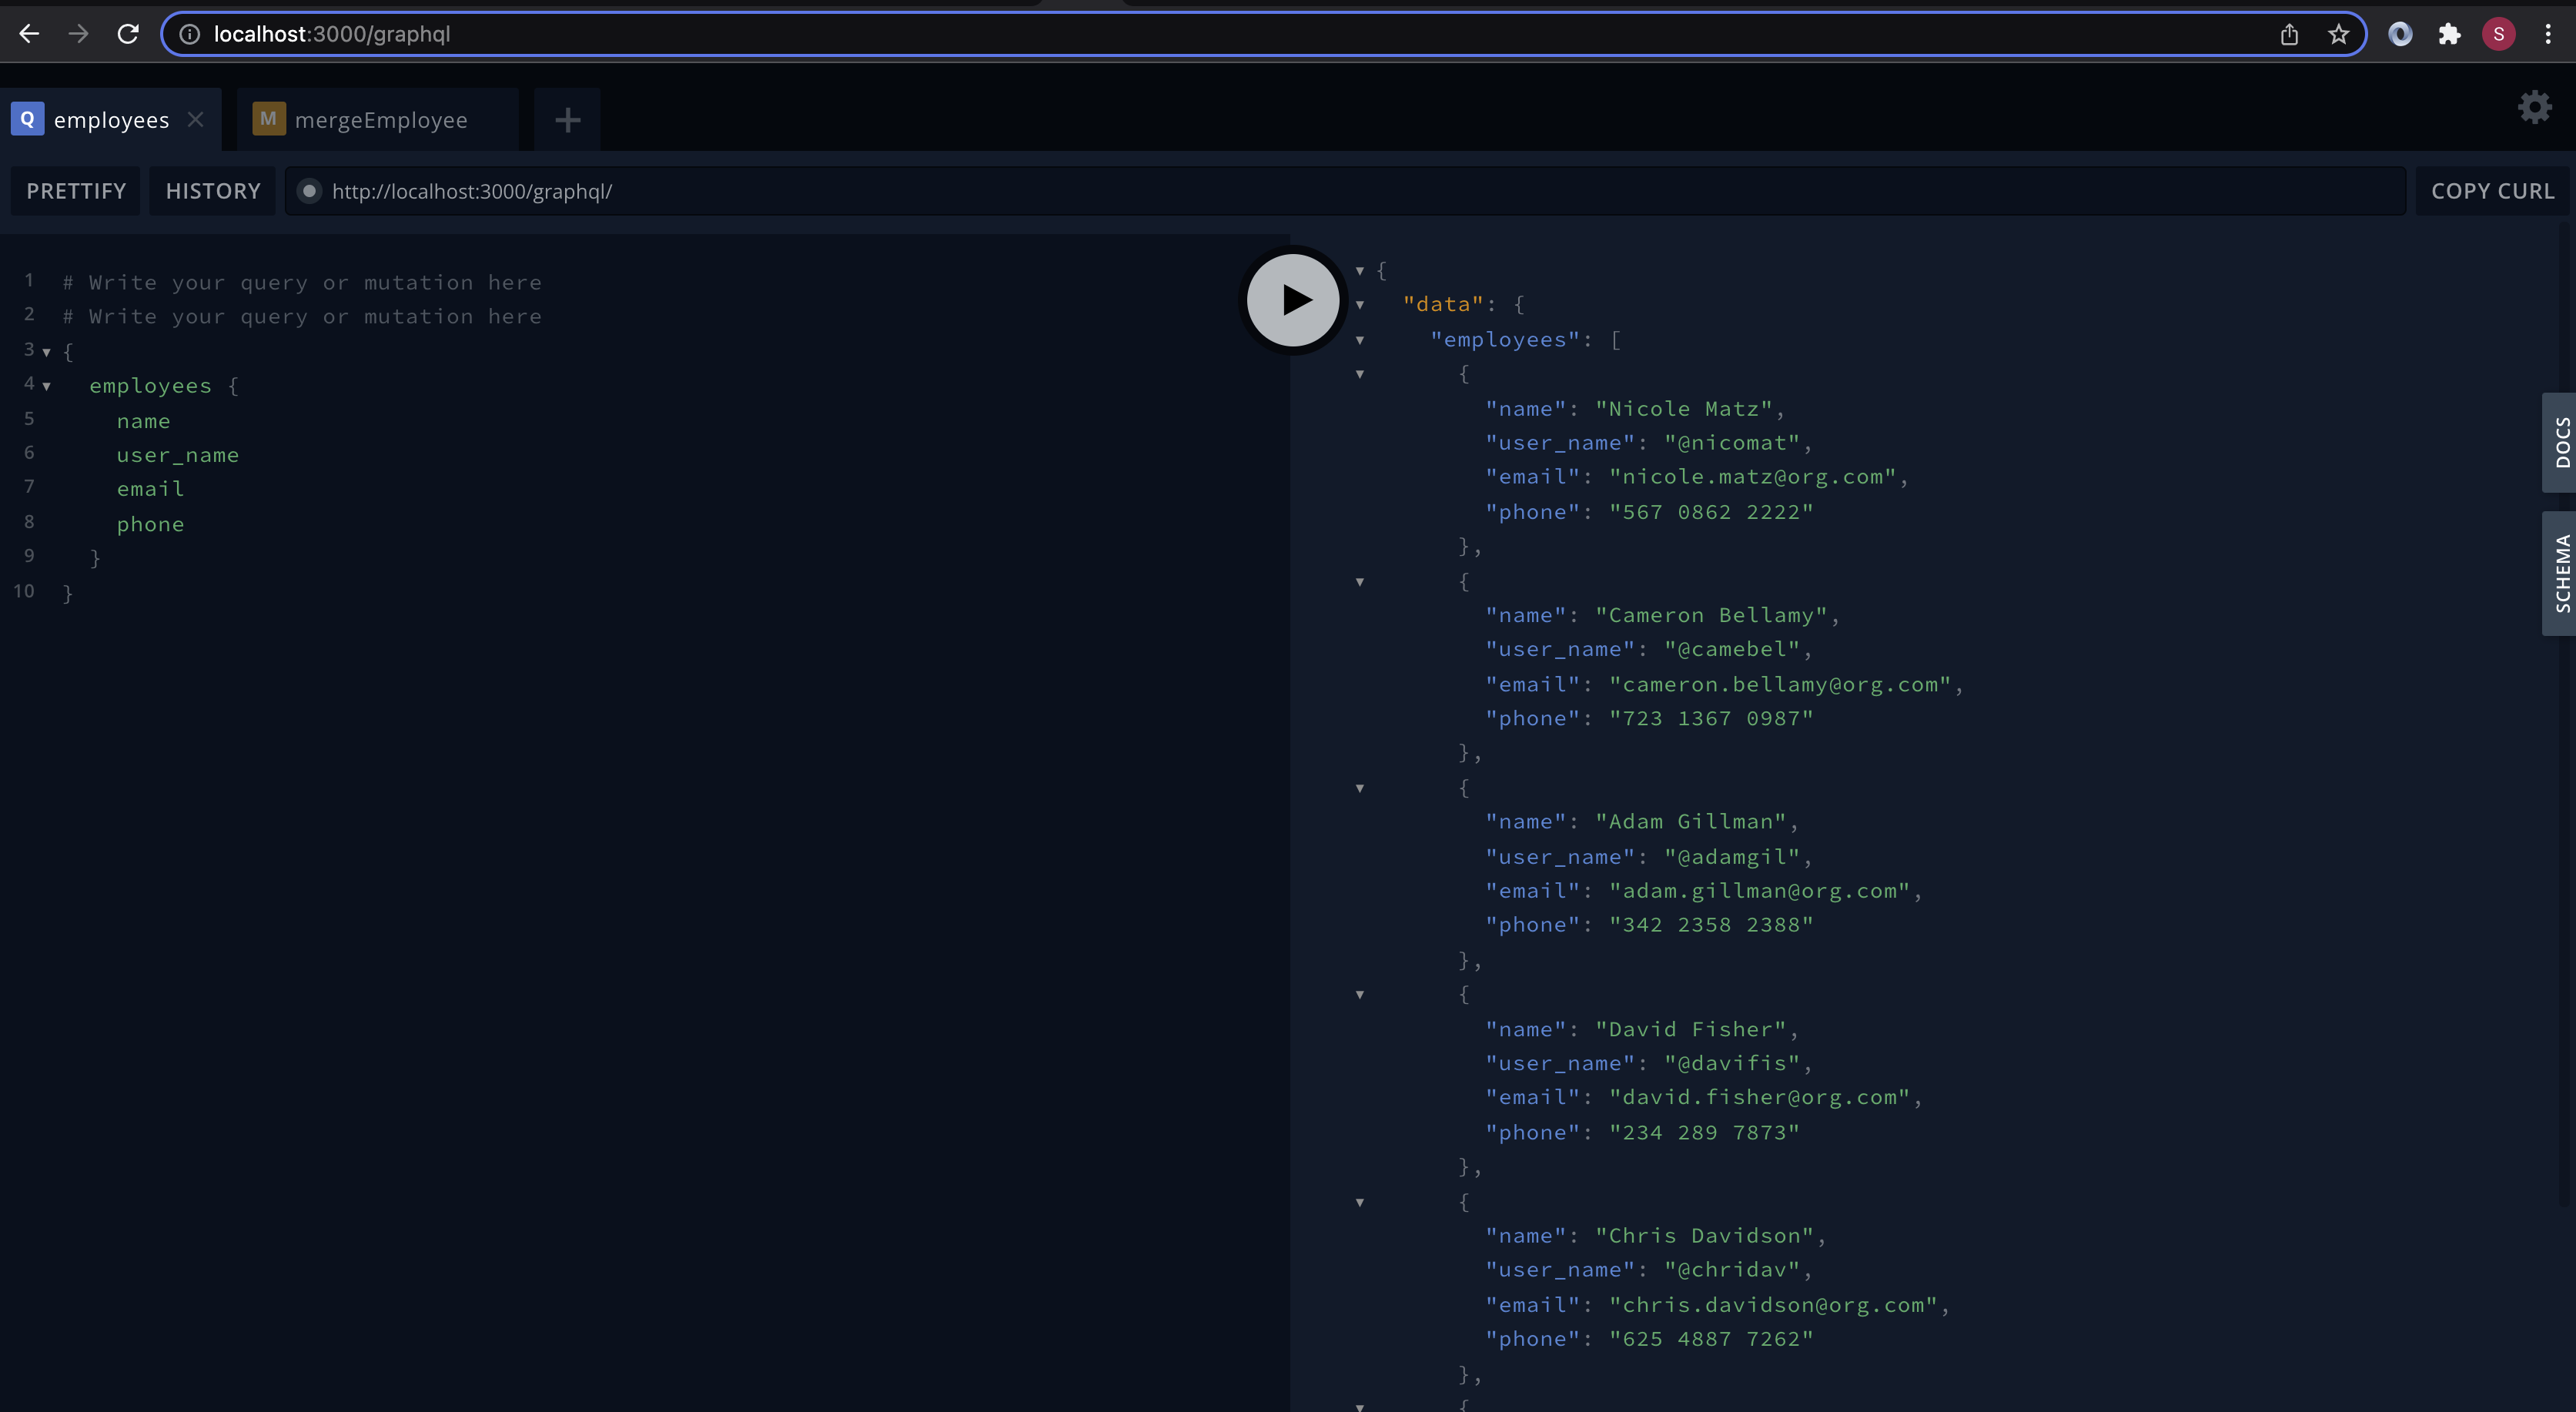 localhost:3000/graphql
S
Q employees
M mergeEmployee
PRETTIFY HISTORY http://localhost:3000/graphql/ COPY CURL
1 # Write your query or mutation here
2 # Write your query or mutation here
3 {
4 employees {
5 name
6 user_name
7 email
8 phone
9 }
10 }
{
"data": {
"employees": [
{
"name": "Nicole Matz",
"user_name": "@nicomat",
"email": "nicole.matz@org.com",
"phone": "567 0862 2222"
},
{
"name": "Cameron Bellamy",
"user_name": "@camebel",
"email": "cameron.bellamy@org.com",
"phone": "723 1367 0987"
},
{
"name": "Adam Gillman",
"user_name": "@adamgil",
"email": "adam.gillman@org.com",
"phone": "342 2358 2388"
},
{
"name": "David Fisher",
"user_name": "@davifis",
"email": "david.fisher@org.com",
"phone": "234 289 7873"
},
{
"name": "Chris Davidson",
"user_name": "@chridav",
"email": "chris.davidson@org.com",
"phone": "625 4887 7262"
},
{
DOCS
SCHEMA